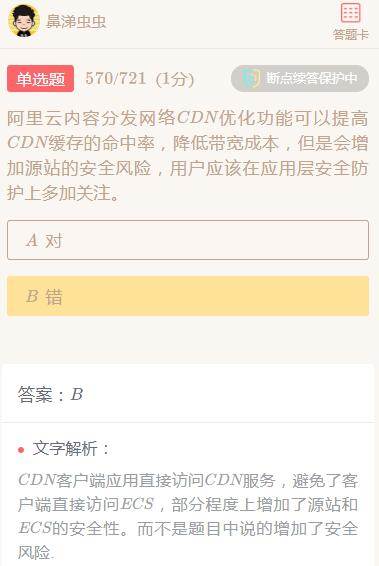 鼻涕虫虫
答题卡
单选题 570/721 (1分) 断点续答保护中
阿里云内容分发网络CDN优化功能可以提高
CDN缓存的命中率，降低带宽成本，但是会增
加源站的安全风险，用户应该在应用层安全防
护上多加关注。
A 对
B 错
答案：B
文字解析：
CDN客户端应用直接访问CDN服务，避免了客
户端直接访问ECS，部分程度上增加了源站和
ECS的安全性。而不是题目中说的增加了安全
风险.